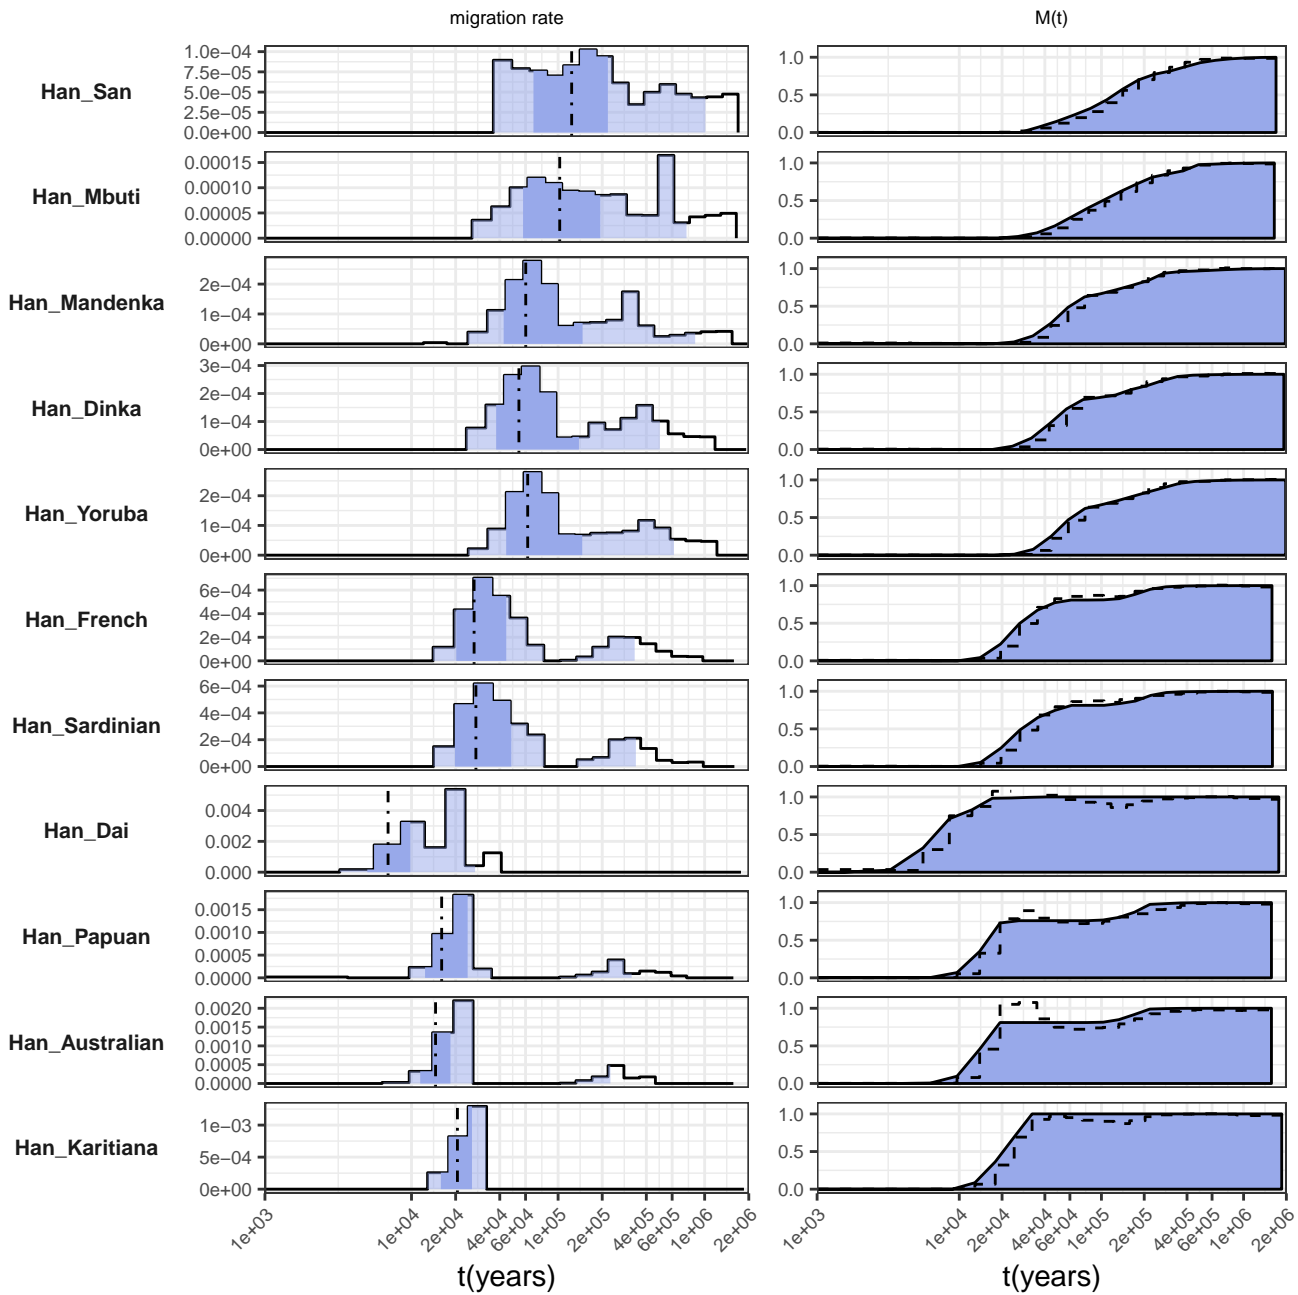 migration rate M(t)
Han_San
1.0e−04
7.5e−05
5.0e−05
2.5e−05
0.0e+00
1.0
0.5
0.0
Han_Mbuti
0.00015
0.00010
0.00005
0.00000
1.0
0.5
0.0
Han_Mandenka
2e−04
1e−04
0e+00
1.0
0.5
0.0
Han_Dinka
3e−04
2e−04
1e−04
0e+00
1.0
0.5
0.0
Han_Yoruba
2e−04
1e−04
0e+00
1.0
0.5
0.0
Han_French
6e−04
4e−04
2e−04
0e+00
1.0
0.5
0.0
Han_Sardinian
6e−04
4e−04
2e−04
0e+00
1.0
0.5
0.0
Han_Dai
0.004
0.002
0.000
1.0
0.5
0.0
Han_Papuan
0.0015
0.0010
0.0005
0.0000
1.0
0.5
0.0
Han_Australian
0.0020
0.0015
0.0010
0.0005
0.0000
1.0
0.5
0.0
Han_Karitiana
1e−03
5e−04
0e+00
1.0
0.5
0.0
1e+03 1e+04 2e+04 4e+04 6e+04 1e+05 2e+05 4e+05 6e+05 1e+06 2e+06
1e+03 1e+04 2e+04 4e+04 6e+04 1e+05 2e+05 4e+05 6e+05 1e+06 2e+06
t(years) t(years)